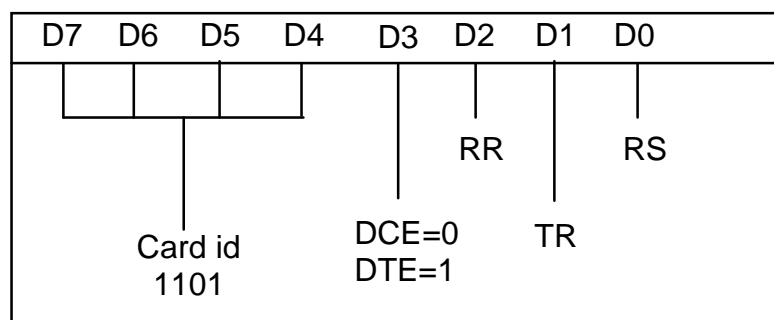 D7 D6 D5 D4 D3 D2 D1 D0
RR RS
Card id
1101
DCE=0
DTE=1
TR